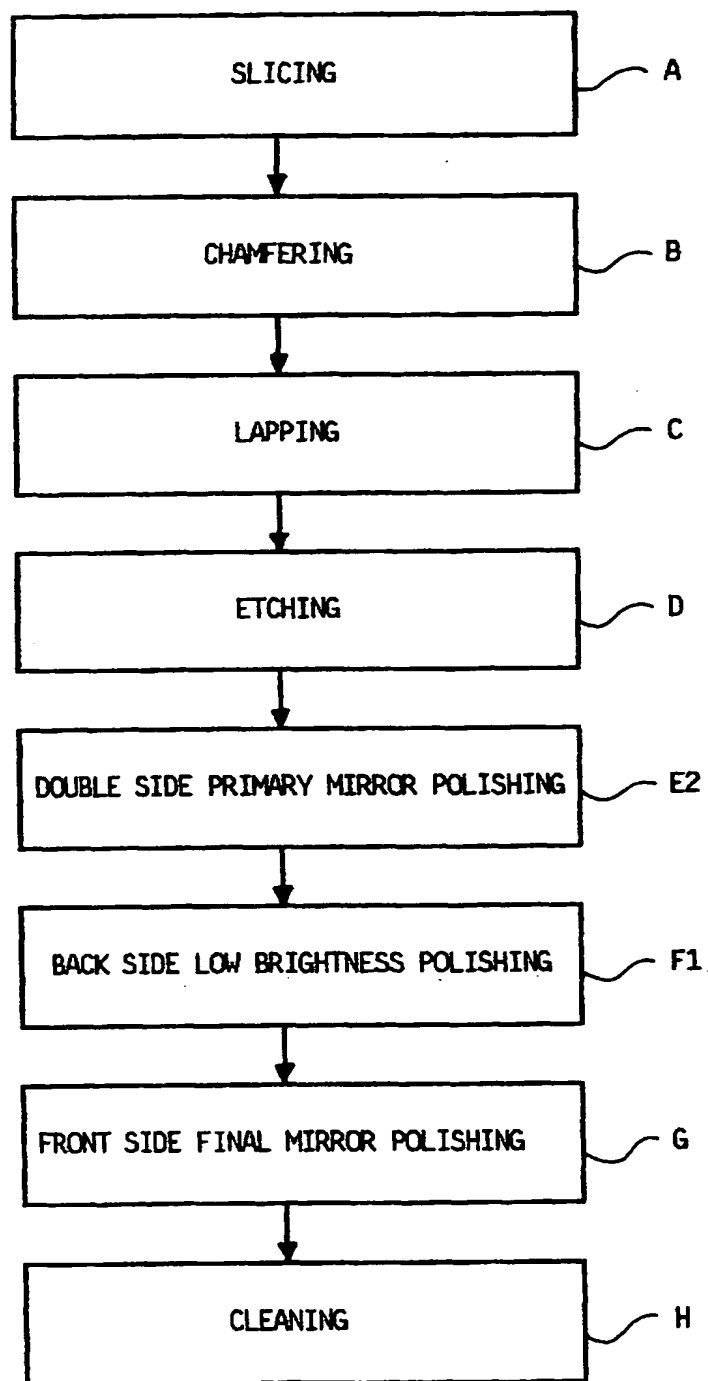 SLICING A
CHAMFERING B
LAPPING C
ETCHING D
DOUBLE SIDE PRIMARY MIRROR POLISHING E2
BACK SIDE LOW BRIGHTNESS POLISHING F1
FRONT SIDE FINAL MIRROR POLISHING G
CLEANING H